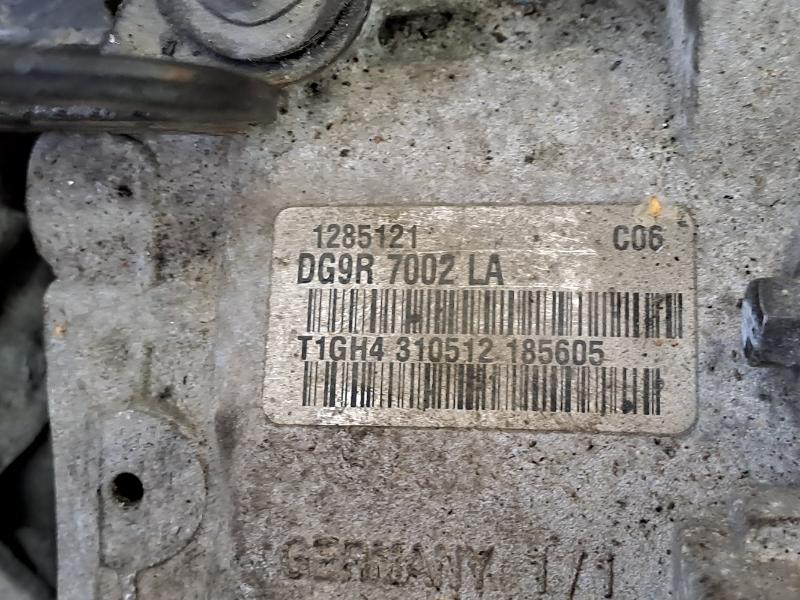 1285121 C06
DG9R 7002 LA
T1GH4 310512 185605
GERMANY 1/1